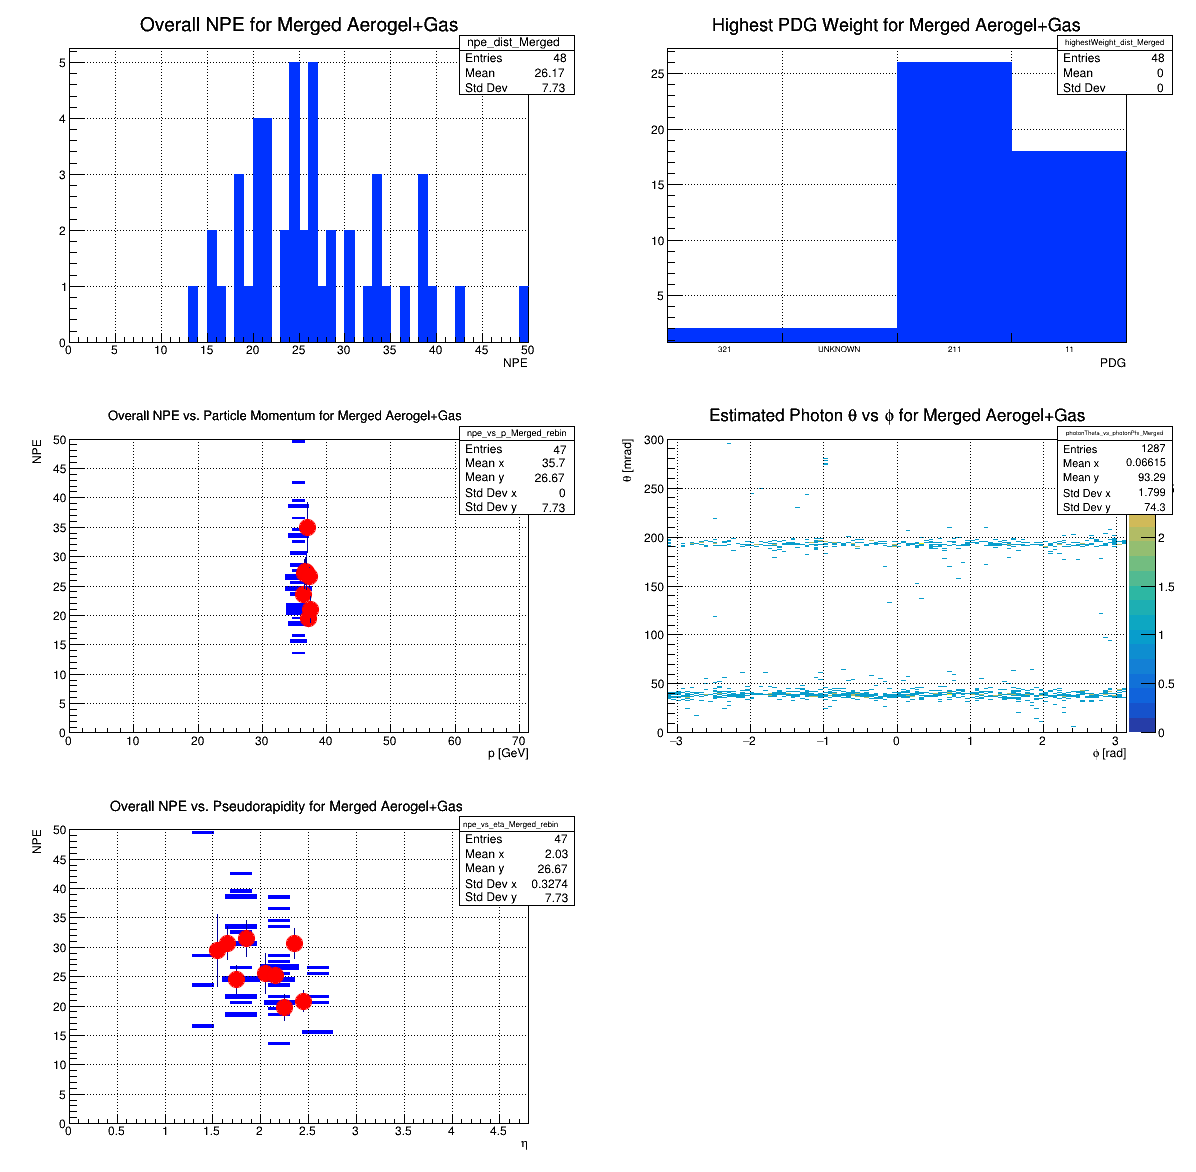 Overall NPE for Merged Aerogel+Gas
npe_dist_Merged
Entries 48
Mean 26.17
Std Dev 7.73
5
4
3
2
1
0
0 5 10 15 20 25 30 35 40 45 50
NPE
Highest PDG Weight for Merged Aerogel+Gas
highestWeight_dist_Merged
Entries 48
Mean 0
Std Dev 0
25
20
15
10
5
321 UNKNOWN 211 11
PDG
Overall NPE vs. Particle Momentum for Merged Aerogel+Gas
npe_vs_p_Merged_rebin
Entries 47
Mean x 35.7
Mean y 26.67
Std Dev x 0
Std Dev y 7.73
NPE
50
45
40
35
30
25
20
15
10
5
0
0 10 20 30 40 50 60 70
p [GeV]
Estimated Photon θ vs ϕ for Merged Aerogel+Gas
photonTheta_vs_photonPhi_Merged
Entries 1287
Mean x 0.06615
Mean y 93.29
Std Dev x 1.799
Std Dev y 74.3
θ [mrad]
300
250
200
150
100
50
0
−3 −2 −1 0 1 2 3
ϕ [rad]
2
1.5
1
0.5
0
Overall NPE vs. Pseudorapidity for Merged Aerogel+Gas
npe_vs_eta_Merged_rebin
Entries 47
Mean x 2.03
Mean y 26.67
Std Dev x 0.3274
Std Dev y 7.73
NPE
50
45
40
35
30
25
20
15
10
5
0
0 0.5 1 1.5 2 2.5 3 3.5 4 4.5
η